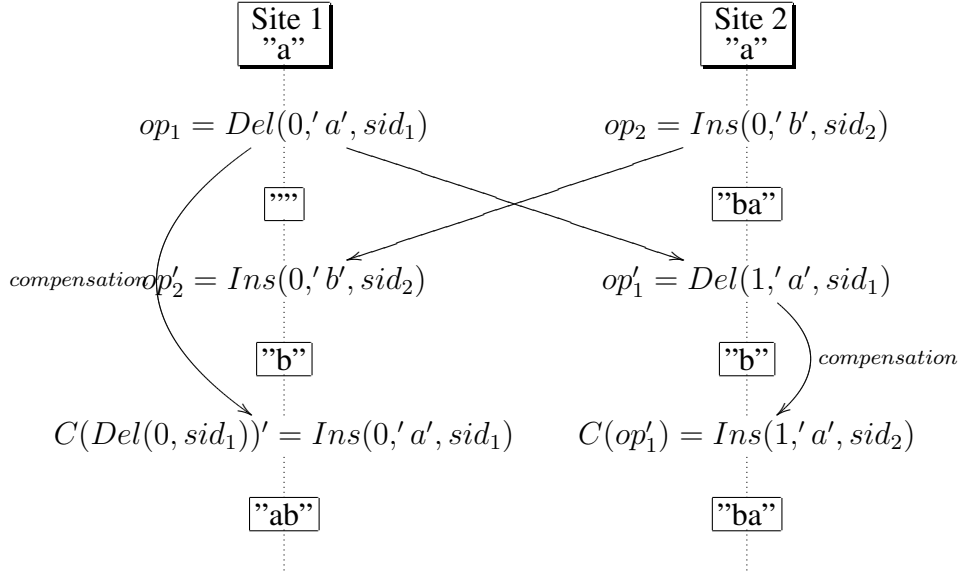 Site 1
"a"
Site 2
"a"
op₁ = Del(0,′ a′, sid₁)
op₂ = Ins(0,′ b′, sid₂)
""
"ba"
compensation
op′₂ = Ins(0,′ b′, sid₂)
op′₁ = Del(1,′ a′, sid₁)
"b"
"b"
compensation
C(Del(0, sid₁))′ = Ins(0,′ a′, sid₁)
C(op′₁) = Ins(1,′ a′, sid₂)
"ab"
"ba"